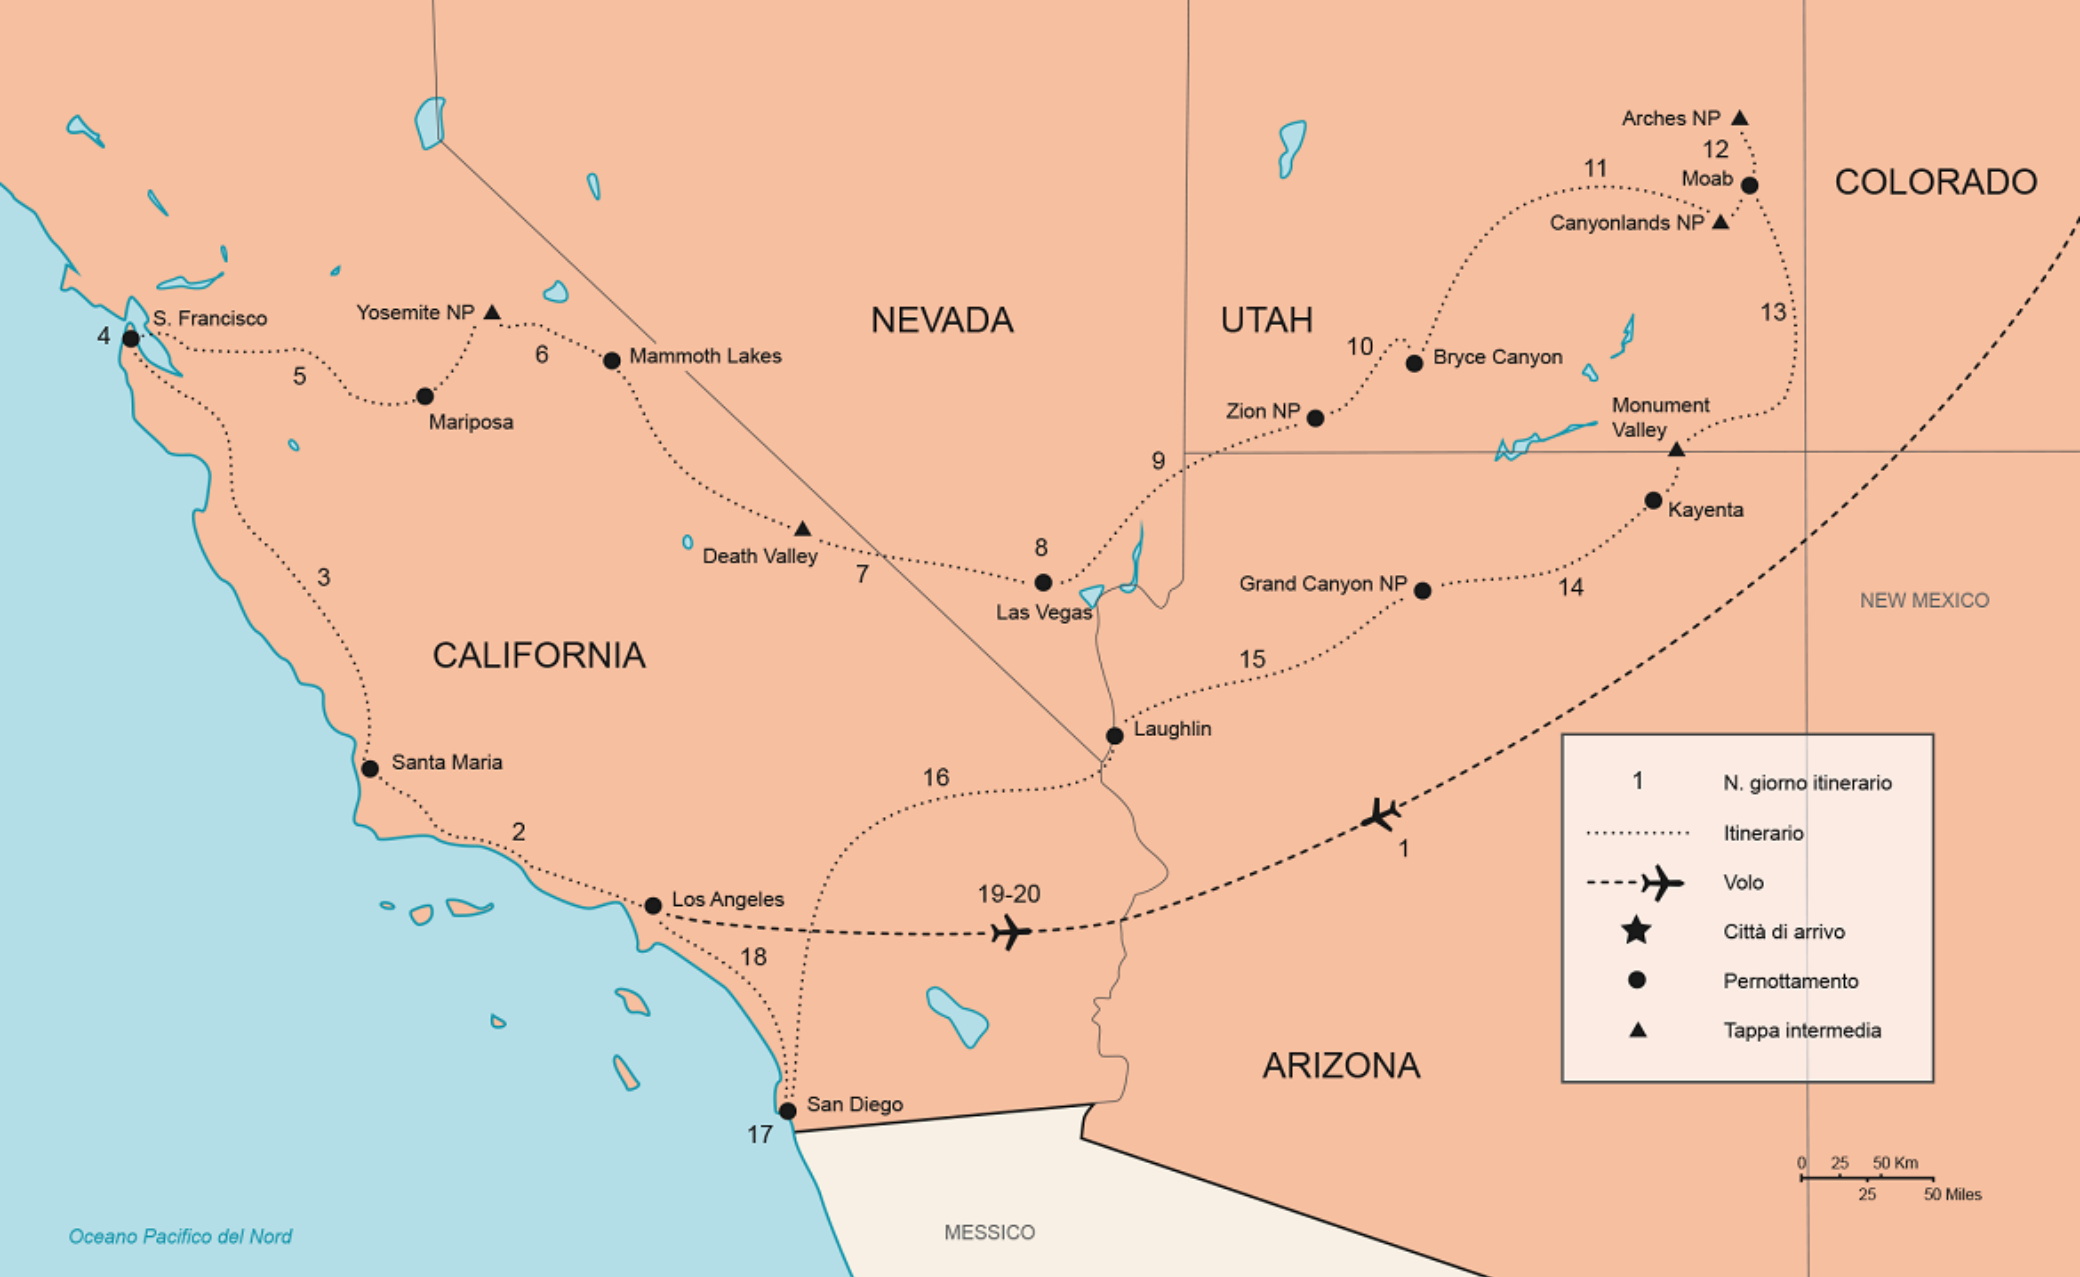 Arches NP
12
11
Moab
COLORADO
Canyonlands NP
13
S. Francisco
4
Yosemite NP
NEVADA
UTAH
6
Mammoth Lakes
10
Bryce Canyon
5
Mariposa
Zion NP
Monument
Valley
9
Kayenta
3
Death Valley
7
8
Las Vegas
Grand Canyon NP
14
NEW MEXICO
CALIFORNIA
15
Laughlin
Santa Maria
16
2
1
Los Angeles
19-20
18
ARIZONA
San Diego
17
1
N. giorno itinerario
Itinerario
Volo
Città di arrivo
Pernottamento
Tappa intermedia
0 25 50 Km
25 50 Miles
Oceano Pacifico del Nord
MESSICO